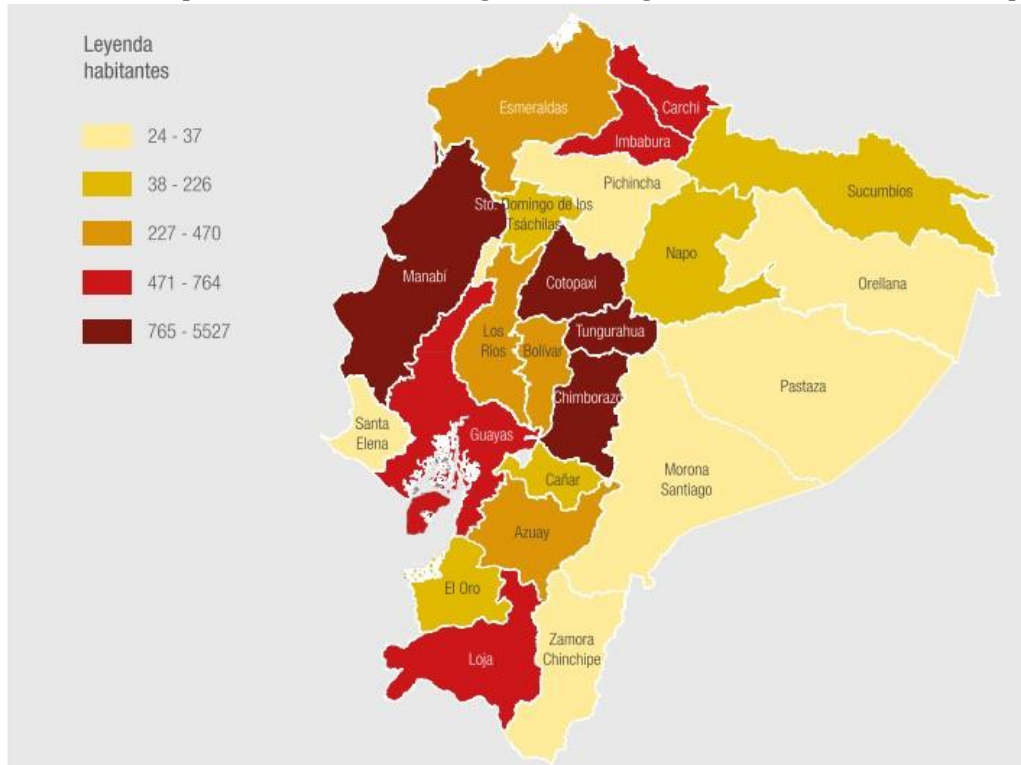 Leyenda
habitantes
24 - 37
38 - 226
227 - 470
471 - 764
765 - 5527
Esmeraldas
Carchi
Imbabura
Pichincha
Sucumbíos
Sto. Domingo de los
Tsáchilas
Napo
Manabí
Cotopaxi
Orellana
Los
Ríos
Bolívar
Tungurahua
Pastaza
Chimborazo
Santa
Elena
Guayas
Morona
Santiago
Cañar
Azuay
El Oro
Zamora
Chinchipe
Loja